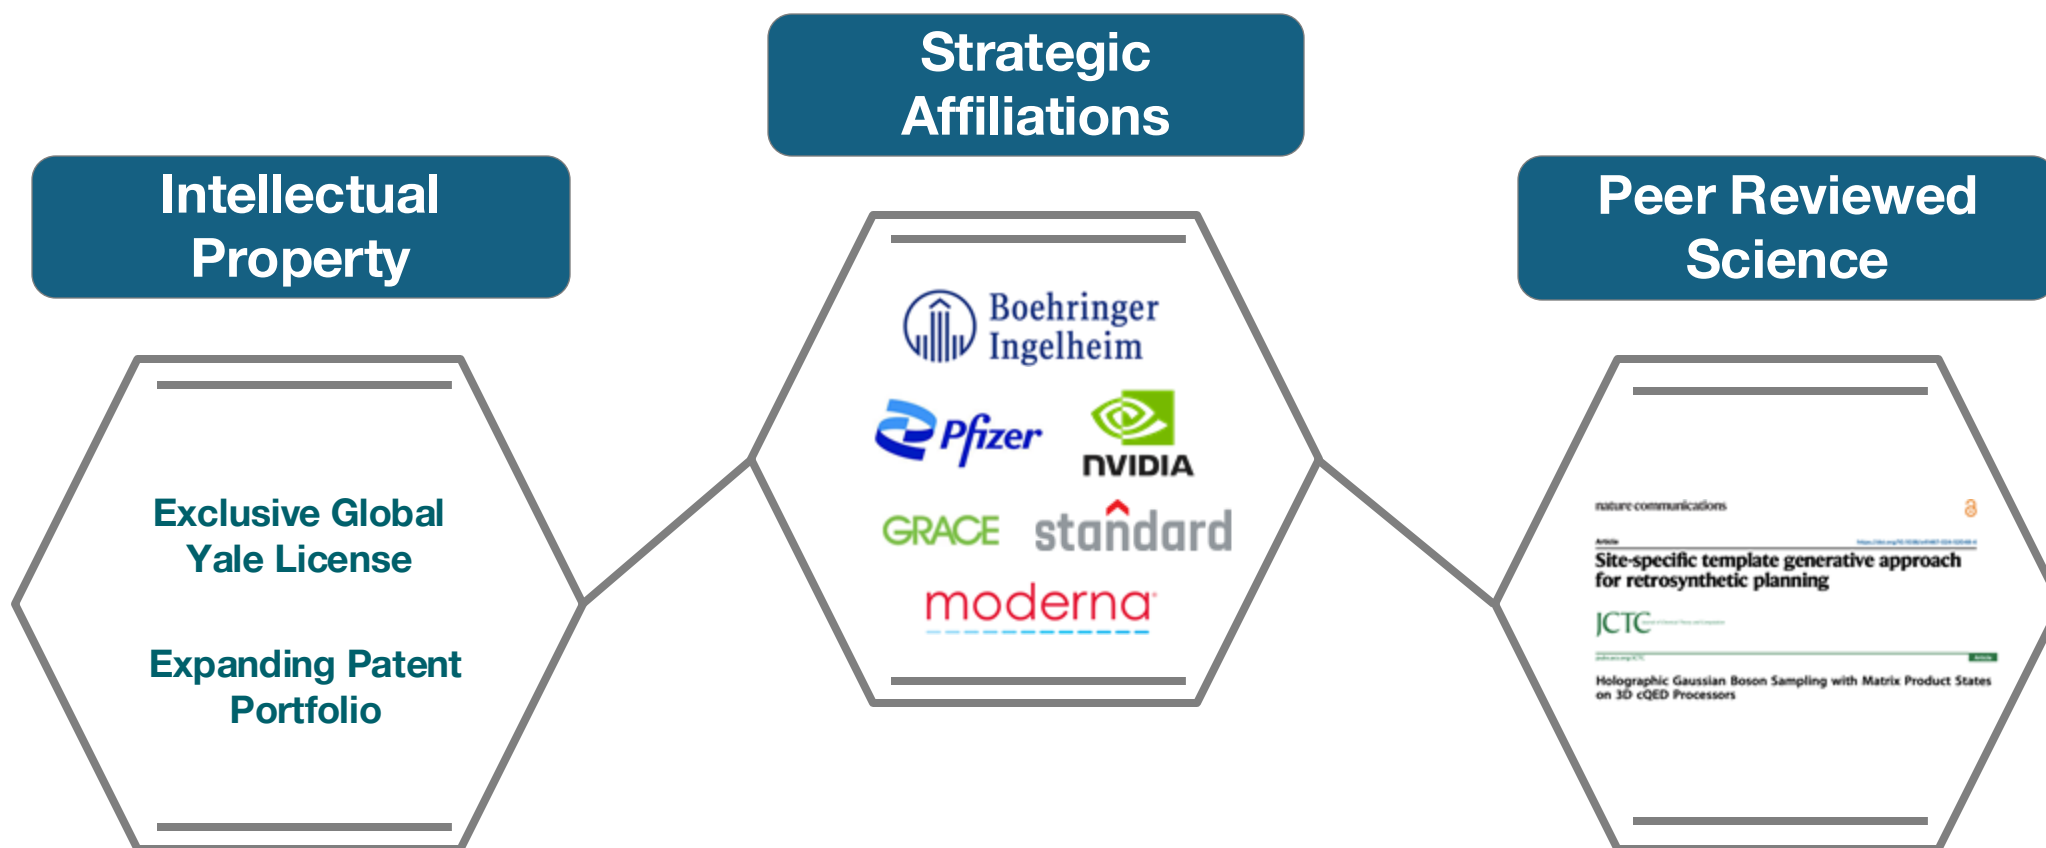 Strategic
Affiliations
Intellectual
Property
Peer Reviewed
Science
Exclusive Global
Yale License
Expanding Patent
Portfolio
Boehringer
Ingelheim
Pfizer
NVIDIA
GRACE
standard
moderna
nature communications
Article
Site-specific template generative approach
for retrosynthetic planning
JCTC
Article
Holographic Gaussian Boson Sampling with Matrix Product States
on 3D cQED Processors